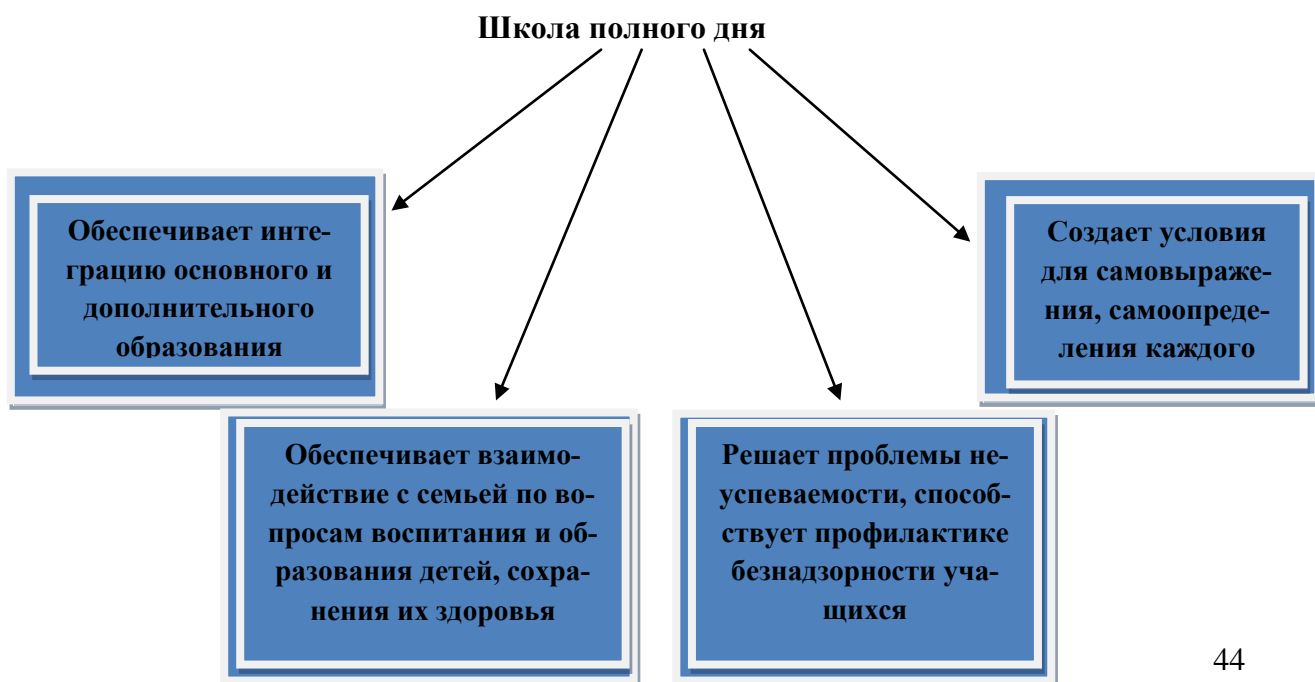 Школа полного дня
Обеспечивает инте-
грацию основного и
дополнительного
образования
Создает условия
для самовыраже-
ния, самоопреде-
ления каждого
Обеспечивает взаимо-
действие с семьей по во-
просам воспитания и об-
разования детей, сохра-
нения их здоровья
Решает проблемы не-
успеваемости, способ-
ствует профилактике
безнадзорности уча-
щихся
44